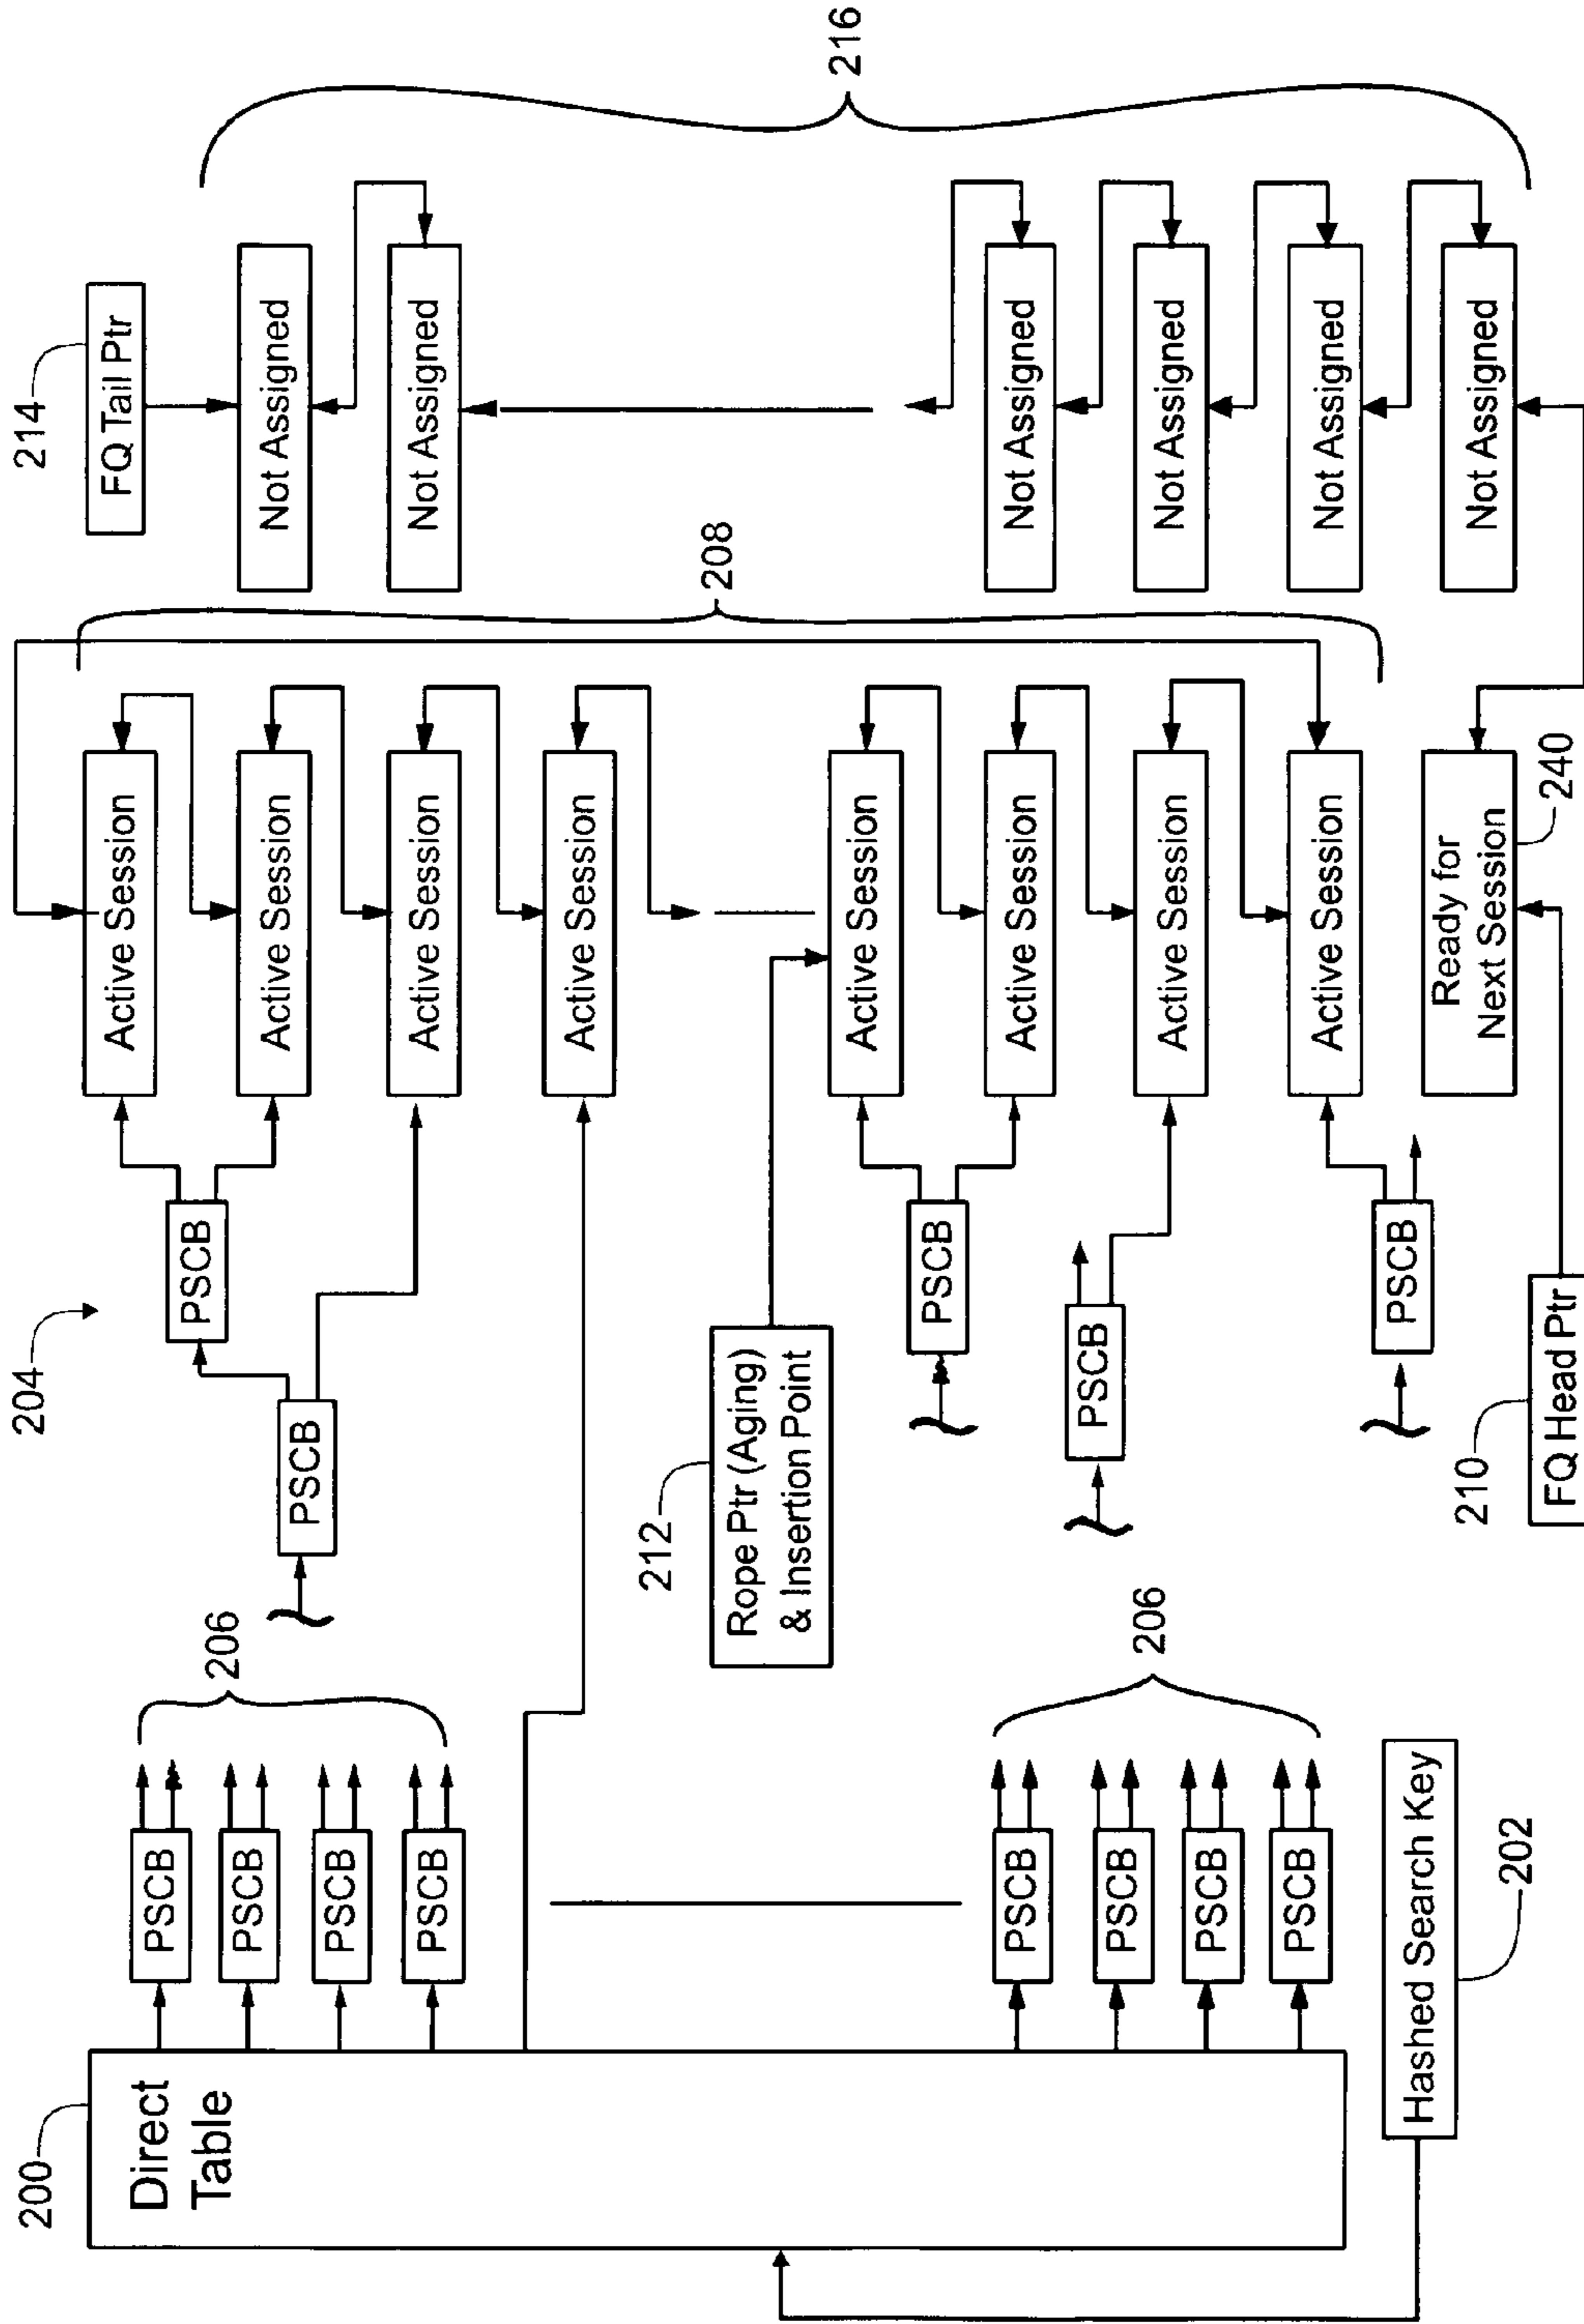 200
Direct
Table
Hashed Search Key
202
PSCB
PSCB
PSCB
PSCB
206
PSCB
PSCB
PSCB
PSCB
206
204
PSCB
PSCB
212
Rope Ptr (Aging)
& Insertion Point
PSCB
PSCB
PSCB
210
FQ Head Ptr
Active Session
Active Session
Active Session
Active Session
Active Session
Active Session
Active Session
Active Session
208
Ready for
Next Session
240
214
FQ Tail Ptr
Not Assigned
Not Assigned
Not Assigned
Not Assigned
Not Assigned
Not Assigned
216